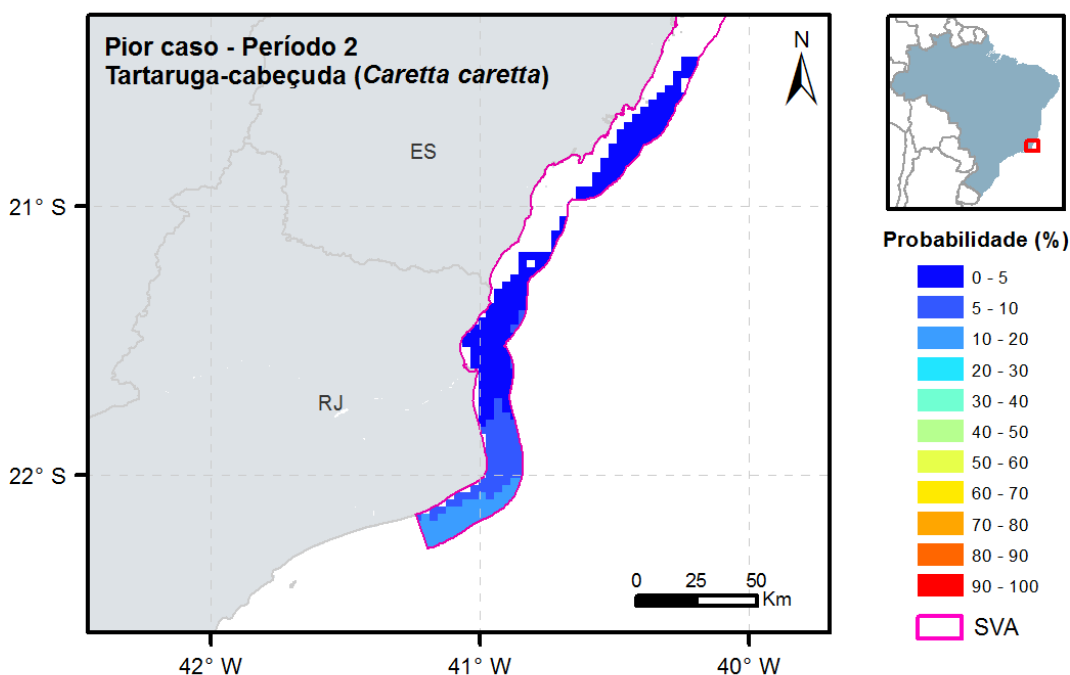 Pior caso - Período 2
Tartaruga-cabeçuda (Caretta caretta)
N
ES
RJ
21° S
22° S
42° W
41° W
40° W
0 25 50
Km
Probabilidade (%)
0 - 5
5 - 10
10 - 20
20 - 30
30 - 40
40 - 50
50 - 60
60 - 70
70 - 80
80 - 90
90 - 100
SVA